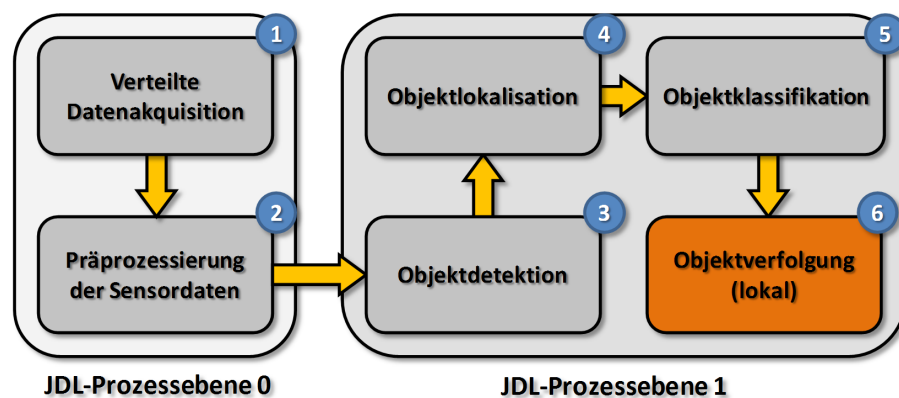 1
Verteilte
Datenakquisition
2
Präprozessierung
der Sensordaten
3
Objektdetektion
4
Objektlokalisation
5
Objektklassifikation
6
Objektverfolgung
(lokal)
JDL-Prozessebene 0
JDL-Prozessebene 1